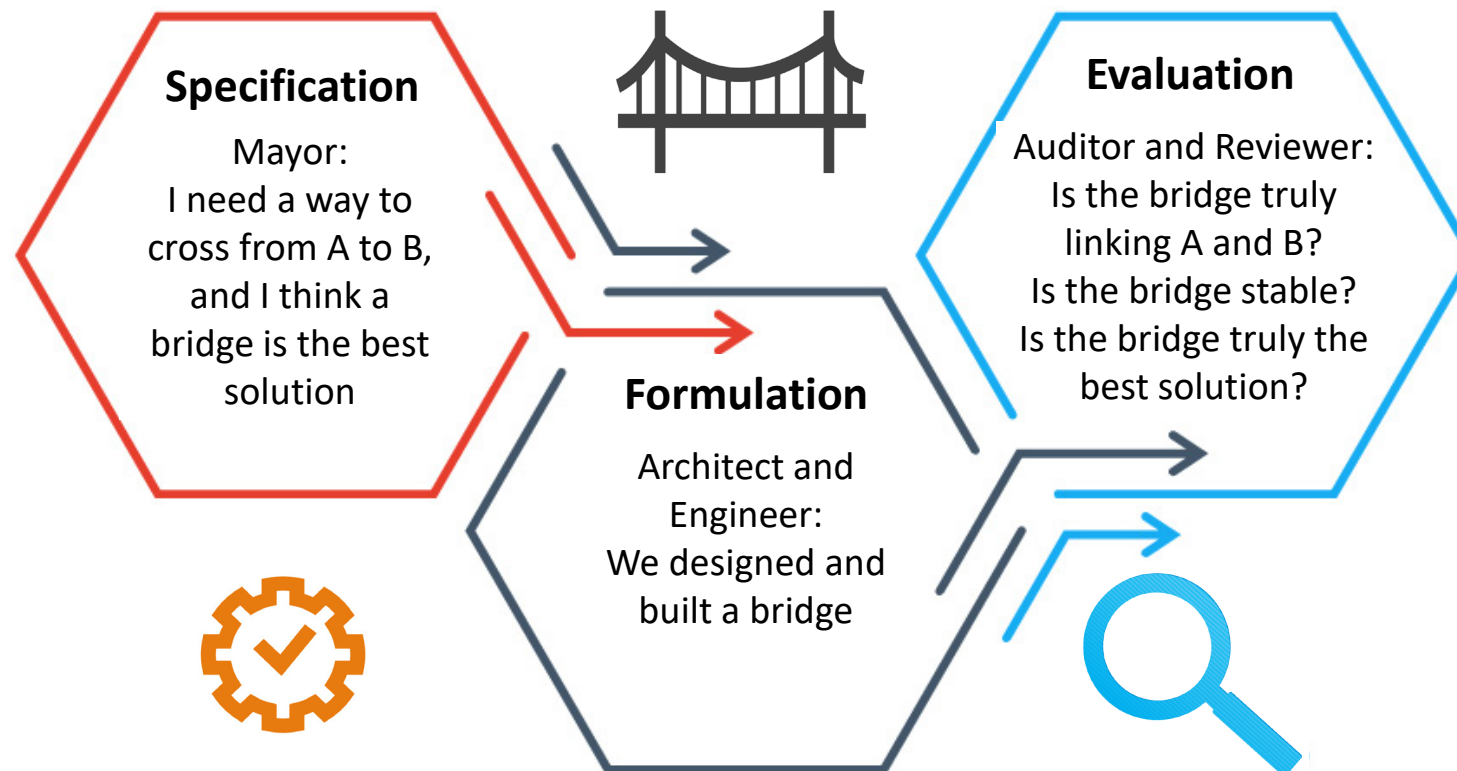 Specification
Mayor:
I need a way to
cross from A to B,
and I think a
bridge is the best
solution
Formulation
Architect and
Engineer:
We designed and
built a bridge
Evaluation
Auditor and Reviewer:
Is the bridge truly
linking A and B?
Is the bridge stable?
Is the bridge truly the
best solution?